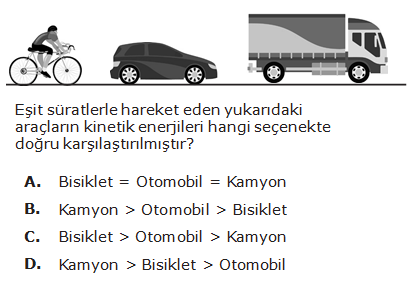 Eşit süratlerle hareket eden yukarıdaki
araçların kinetik enerjileri hangi seçenekte
doğru karşılaştırılmıştır?
A. Bisiklet = Otomobil = Kamyon
B. Kamyon > Otomobil > Bisiklet
C. Bisiklet > Otomobil > Kamyon
D. Kamyon > Bisiklet > Otomobil